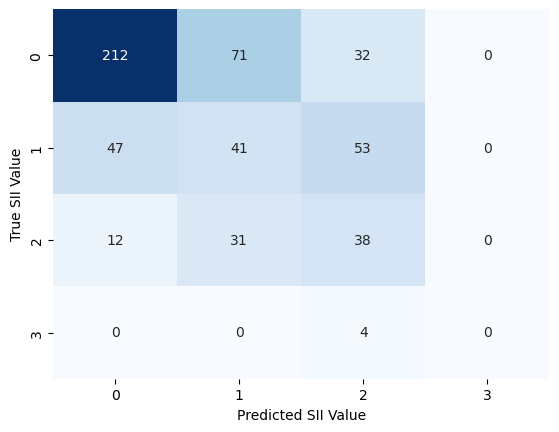 0 212 71 32 0
1 47 41 53 0
2 12 31 38 0
3 0 0 4 0
0 1 2 3
True SII Value
Predicted SII Value